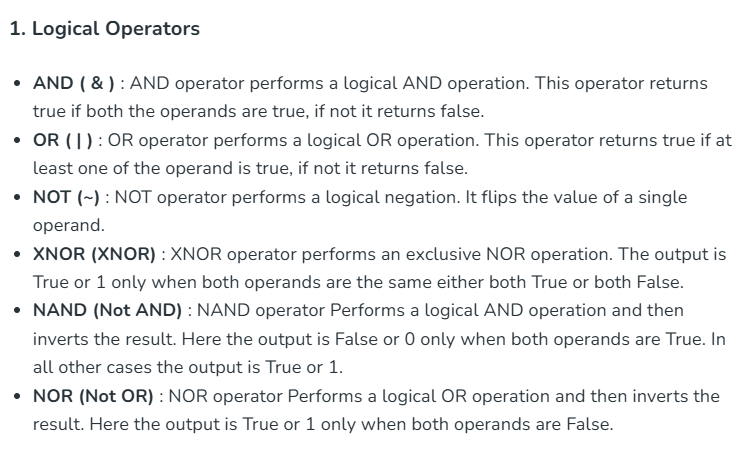 1. Logical Operators
• AND ( & ) : AND operator performs a logical AND operation. This operator returns
true if both the operands are true, if not it returns false.
• OR ( | ) : OR operator performs a logical OR operation. This operator returns true if at
least one of the operand is true, if not it returns false.
• NOT (~) : NOT operator performs a logical negation. It flips the value of a single
operand.
• XNOR (XNOR) : XNOR operator performs an exclusive NOR operation. The output is
True or 1 only when both operands are the same either both True or both False.
• NAND (Not AND) : NAND operator Performs a logical AND operation and then
inverts the result. Here the output is False or 0 only when both operands are True. In
all other cases the output is True or 1.
• NOR (Not OR) : NOR operator Performs a logical OR operation and then inverts the
result. Here the output is True or 1 only when both operands are False.